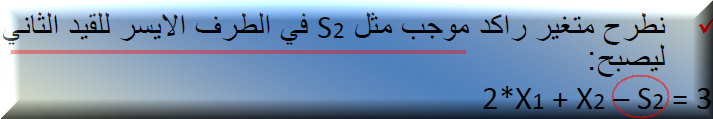 ✓ نطرح متغير راكد موجب مثل S2 في الطرف الايسر للقيد الثاني
ليصبح:
2*X1 + X2 – S2 = 3